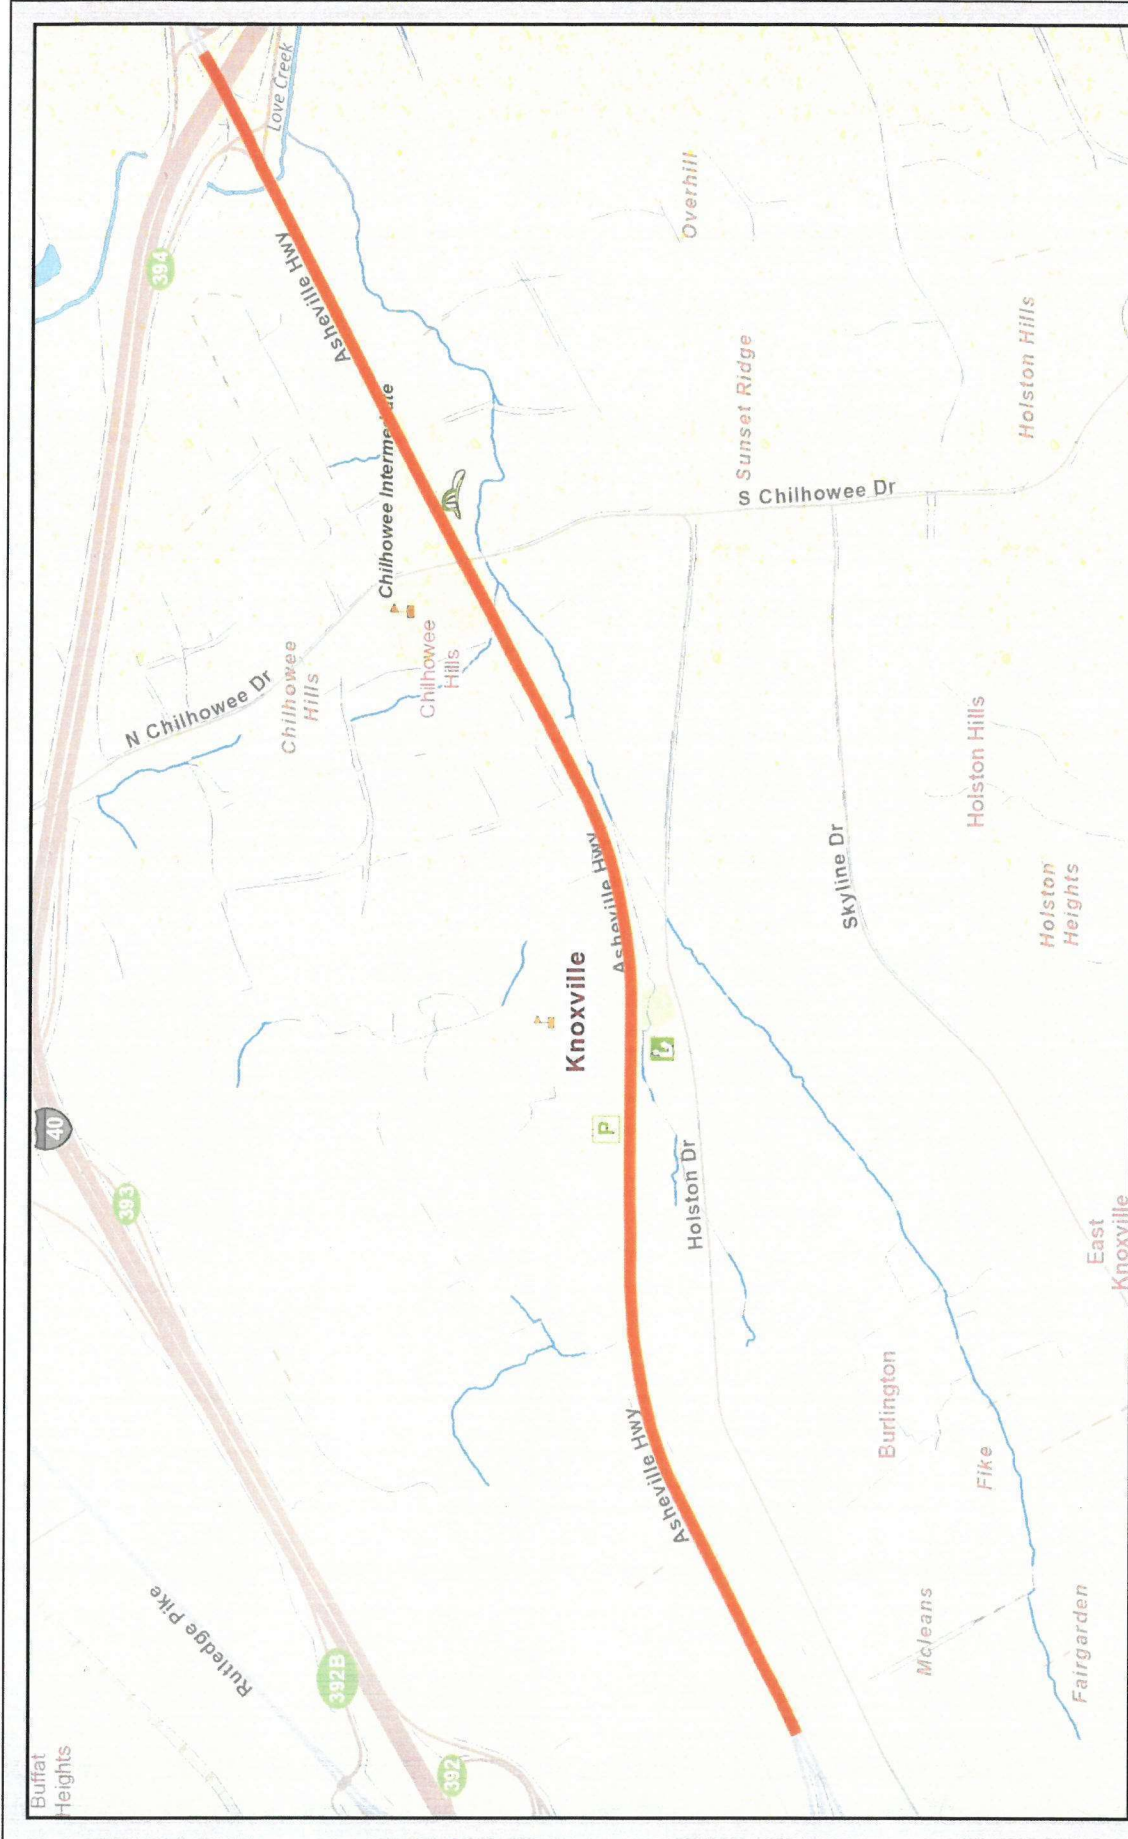 Buffat
Heights
40
393
394
Rutledge Pike
N Chilhowee Dr
Love Creek
392B
Chilhowee
Hills
Asheville Hwy
Chilhowee Intermediate
392
Chilhowee
Hills
Knoxville
P
Asheville Hwy
Asheville Hwy
Holston Dr
Overhill
Sunset Ridge
S Chilhowee Dr
Skyline Dr
Burlington
Mcleans
Holston Hills
Fike
Holston Hills
Holston
Heights
Fairgarden
East
Knoxville